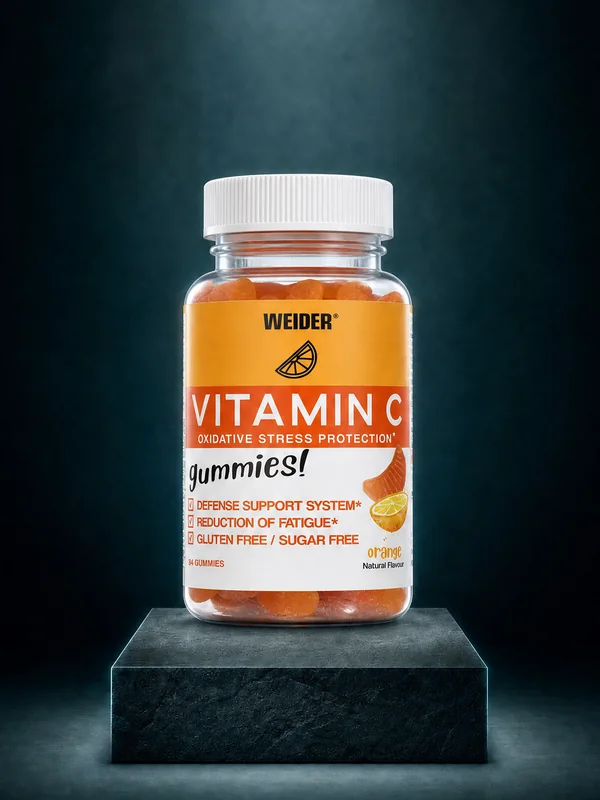 WEIDER®
VITAMIN C
OXIDATIVE STRESS PROTECTION*
gummies!
DEFENSE SUPPORT SYSTEM*
REDUCTION OF FATIGUE*
GLUTEN FREE / SUGAR FREE
84 GUMMIES
orange
Natural Flavour